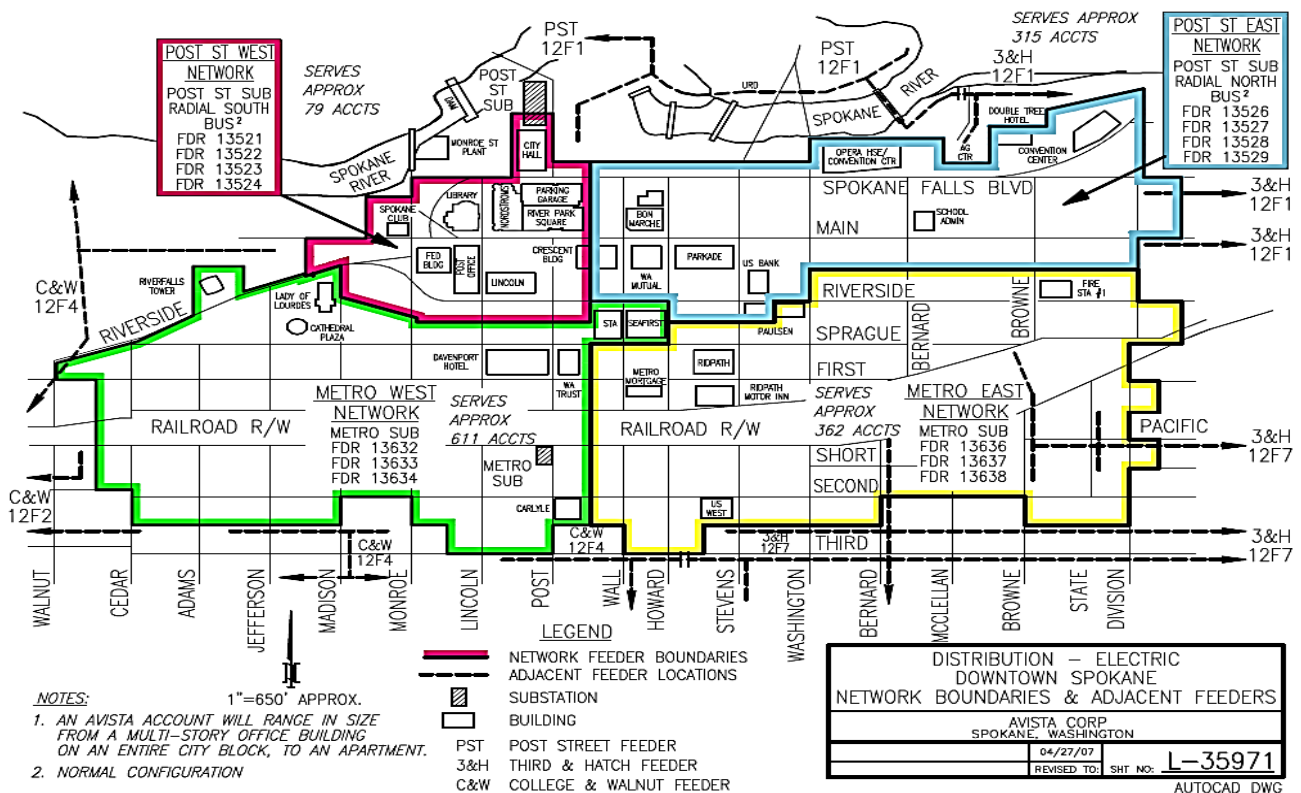 POST ST WEST
NETWORK
POST ST SUB
RADIAL SOUTH
BUS²
FDR 13521
FDR 13522
FDR 13523
FDR 13524
SERVES
APPROX
79 ACCTS
PST
12F1
POST
ST
SUB
DAM
PST
12F1
URD
SERVES APPROX
315 ACCTS
3&H
12F1
POST ST EAST
NETWORK
POST ST SUB
RADIAL NORTH
BUS²
FDR 13526
FDR 13527
FDR 13528
FDR 13529
SPOKANE
RIVER
DOUBLE TREE
HOTEL
AG
CTR
CONVENTION
CENTER
OPERA HSE/
CONVENTION CTR
MONROE ST
PLANT
CITY
HALL
SPOKANE
RIVER
SPOKANE
CLUB
LIBRARY
NORDSTROMS
PARKING
GARAGE
RIVER PARK
SQUARE
BON
MARCHE
SPOKANE FALLS BLVD
MAIN
SCHOOL
ADMIN
3&H
12F1
3&H
12F1
FED
BLDG
POST
OFFICE
LINCOLN
CRESCENT
BLDG
WA
MUTUAL
PARKADE
US BANK
C&W
12F4
RIVERFALLS
TOWER
RIVERSIDE
LADY OF
LOURDES
CATHEDRAL
PLAZA
STA
SEAFIRST
PAULSEN
RIVERSIDE
SPRAGUE
FIRST
BERNARD
BROWNE
FIRE
STA #1
DAVENPORT
HOTEL
WA
TRUST
METRO
MORTGAGE
RIDPATH
RIDPATH
MOTOR INN
METRO WEST
NETWORK
METRO SUB
FDR 13632
FDR 13633
FDR 13634
SERVES
APPROX
611 ACCTS
RAILROAD R/W
METRO
SUB
CARLYLE
RAILROAD R/W
SERVES
APPROX
362 ACCTS
METRO EAST
NETWORK
METRO SUB
FDR 13636
FDR 13637
FDR 13638
SHORT
SECOND
THIRD
PACIFIC
3&H
12F7
US
WEST
C&W
12F2
C&W
12F4
C&W
12F4
3&H
12F7
3&H
12F7
WALNUT
CEDAR
ADAMS
JEFFERSON
MADISON
MONROE
LINCOLN
POST
WALL
HOWARD
STEVENS
WASHINGTON
BERNARD
MCCLELLAN
BROWNE
STATE
DIVISION
N
1"=650' APPROX.
NOTES:
1. AN AVISTA ACCOUNT WILL RANGE IN SIZE
FROM A MULTI-STORY OFFICE BUILDING
ON AN ENTIRE CITY BLOCK, TO AN APARTMENT.
2. NORMAL CONFIGURATION
LEGEND
NETWORK FEEDER BOUNDARIES
ADJACENT FEEDER LOCATIONS
SUBSTATION
BUILDING
PST POST STREET FEEDER
3&H THIRD & HATCH FEEDER
C&W COLLEGE & WALNUT FEEDER
DISTRIBUTION – ELECTRIC
DOWNTOWN SPOKANE
NETWORK BOUNDARIES & ADJACENT FEEDERS
AVISTA CORP
SPOKANE, WASHINGTON
04/27/07
REVISED TO: SHT NO: L-35971
AUTOCAD DWG